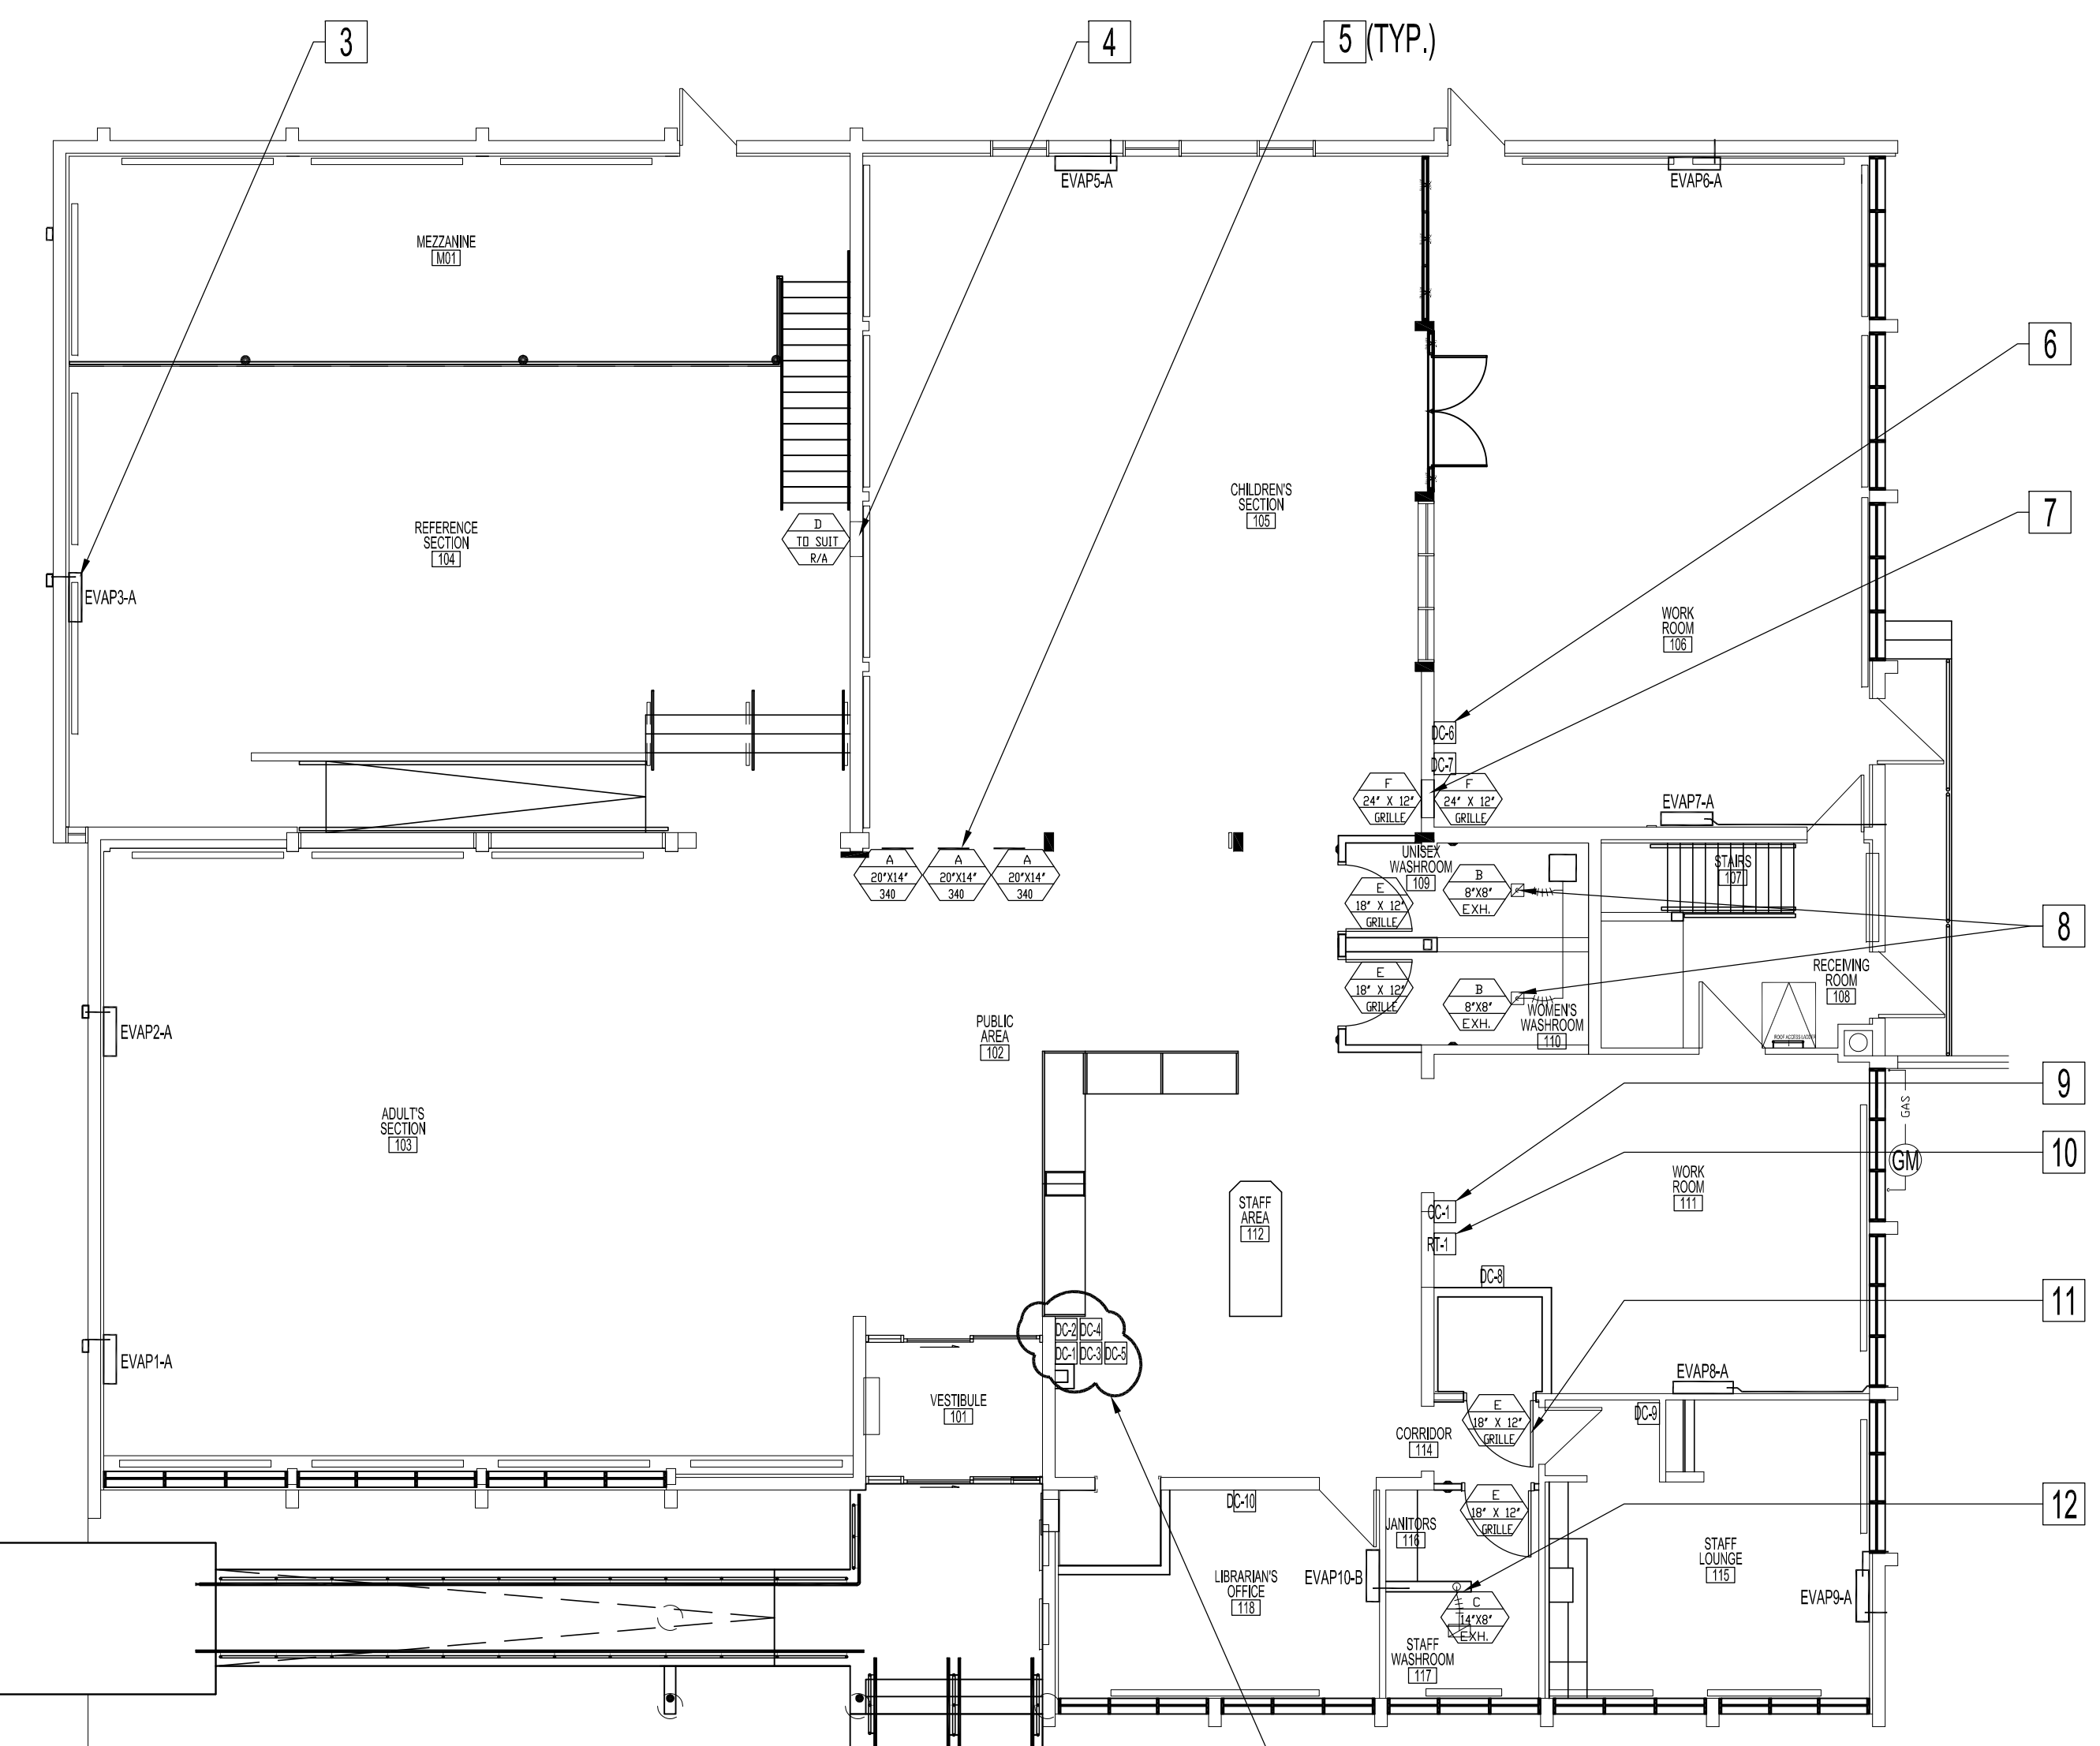 3
4
5 (TYP.)
EVAP5-A
EVAP6-A
MEZZANINE
M01
6
7
CHILDREN'S
SECTION
105
D
TO SUIT
R/A
REFERENCE
SECTION
104
EVAP3-A
WORK
ROOM
106
DC-6
DC-7
F
24" X 12"
GRILLE
F
24" X 12"
GRILLE
EVAP7-A
A
20"X14"
340
A
20"X14"
340
A
20"X14"
340
UNISEX
WASHROOM
109
E
18" X 12"
GRILLE
B
8"X8"
EXH.
STAIRS
107
8
E
18" X 12"
GRILLE
B
8"X8"
EXH.
WOMEN'S
WASHROOM
110
RECEIVING
ROOM
108
EVAP2-A
PUBLIC
AREA
102
9
ADULT'S
SECTION
103
GAS
GM
10
WORK
ROOM
111
STAFF
AREA
112
CC-1
RT-1
DC-8
11
DC-2 DC-4
DC-1 DC-3 DC-5
EVAP1-A
VESTIBULE
101
EVAP8-A
E
18" X 12"
GRILLE
DC-9
CORRIDOR
114
DC-10
E
18" X 12"
GRILLE
12
JANITORS
116
STAFF
LOUNGE
115
LIBRARIAN'S
OFFICE
118
EVAP10-B
EVAP9-A
C
14"X8"
EXH.
STAFF
WASHROOM
117